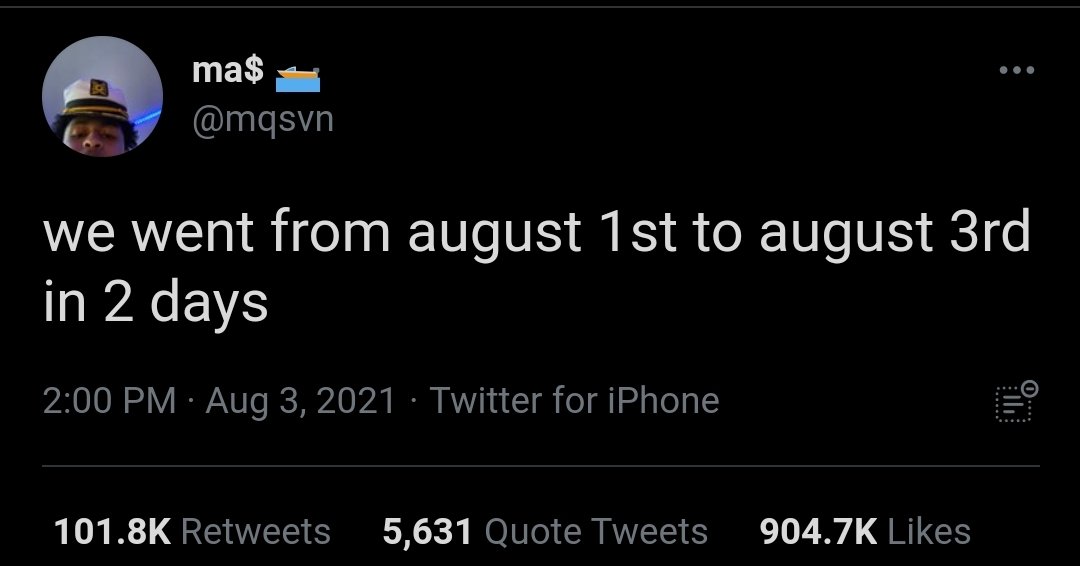 ma$ 🚤
@mqsvn
we went from august 1st to august 3rd
in 2 days
2:00 PM · Aug 3, 2021 · Twitter for iPhone
101.8K Retweets 5,631 Quote Tweets 904.7K Likes